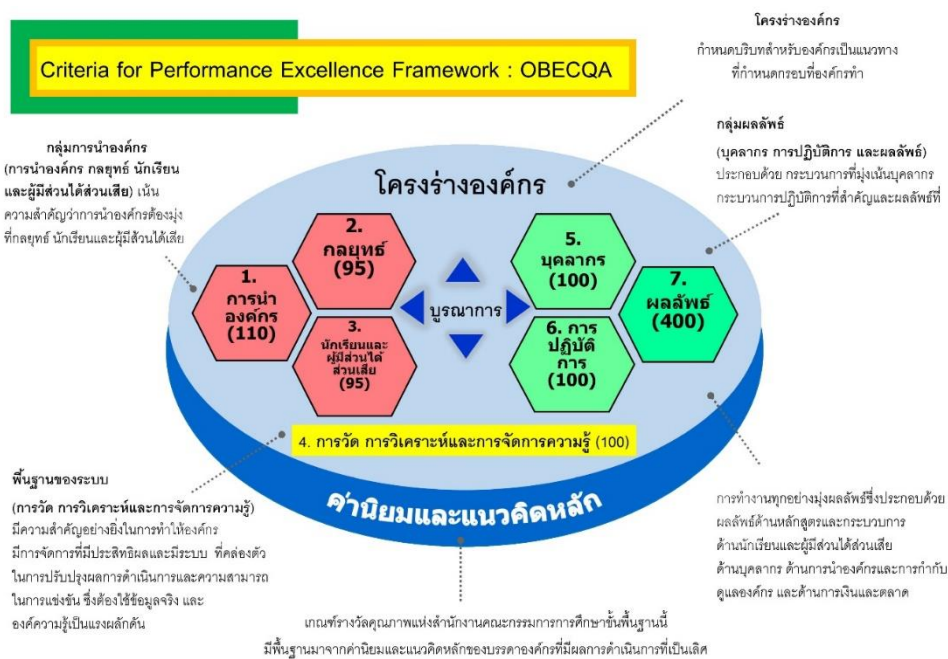 Criteria for Performance Excellence Framework : OBECQA
โครงร่างองค์กร
กำหนดบริบทสำหรับองค์กรเป็นแนวทาง
ที่กำหนดกรอบที่องค์กรทำ
กลุ่มการนำองค์กร
(การนำองค์กร กลยุทธ์ นักเรียน
และผู้มีส่วนได้ส่วนเสีย) เน้น
ความสำคัญว่าการนำองค์กรต้องมุ่ง
ที่กลยุทธ์ นักเรียนและผู้มีส้วนได้เสีย
กลุ่มผลลัพธ์
(บุคลากร การปฏิบัติการ และผลลัพธ์)
ประกอบด้วย กระบวนการที่มุ่งเน้นบุคลากร
กระบวนการปฏิบัติการที่สำคัญและผลลัพธ์ที่
โครงร่างองค์กร
1.
การนำ
องค์กร
(110)
2.
กลยุทธ์
(95)
3.
นักเรียนและ
ผู้มีส่วนได้
ส่วนเสีย
(95)
บูรณาการ
5.
บุคลากร
(100)
6. การ
ปฏิบัติ
การ
(100)
7.
ผลลัพธ์
(400)
4. การวัด การวิเคราะห์และการจัดการความรู้ (100)
ค่านิยมและแนวคิดหลัก
พื้นฐานของระบบ
(การวัด การวิเคราะห์และการจัดการความรู้)
มีความสำคัญอย่างยิ่งในการทำให้องค์กร
มีการจัดการที่มีประสิทธิผลและมีระบบ ที่คล่องตัว
ในการปรับปรุงผลการดำเนินการและความสามารถ
ในการแข่งขัน ซึ่งต้องใช้ข้อมูลจริง และ
องค์ความรู้เป็นแรงผลักดัน
การทำงานทุกอย่างมุ่งผลลัพธ์ซึ่งประกอบด้วย
ผลลัพธ์ด้านหลักสูตรและกระบวบการ
ด้านนักเรียนและผู้มีส่วนได้ส่วนเสีย
ด้านบุคลากร ด้านการนำองค์กรและการกำกับ
ดูแลองค์กร และด้านการเงินและตลาด
เกณฑ์รางวัลคุณภาพแห่งสำนักงานคณะกรรมการการศึกษาขั้นพื้นฐานนี้
มีพื้นฐานมาจากค่านิยมและแนวคิดหลักของบรรดาองค์กรที่มีผลการดำเนินการที่เป็นเลิศ